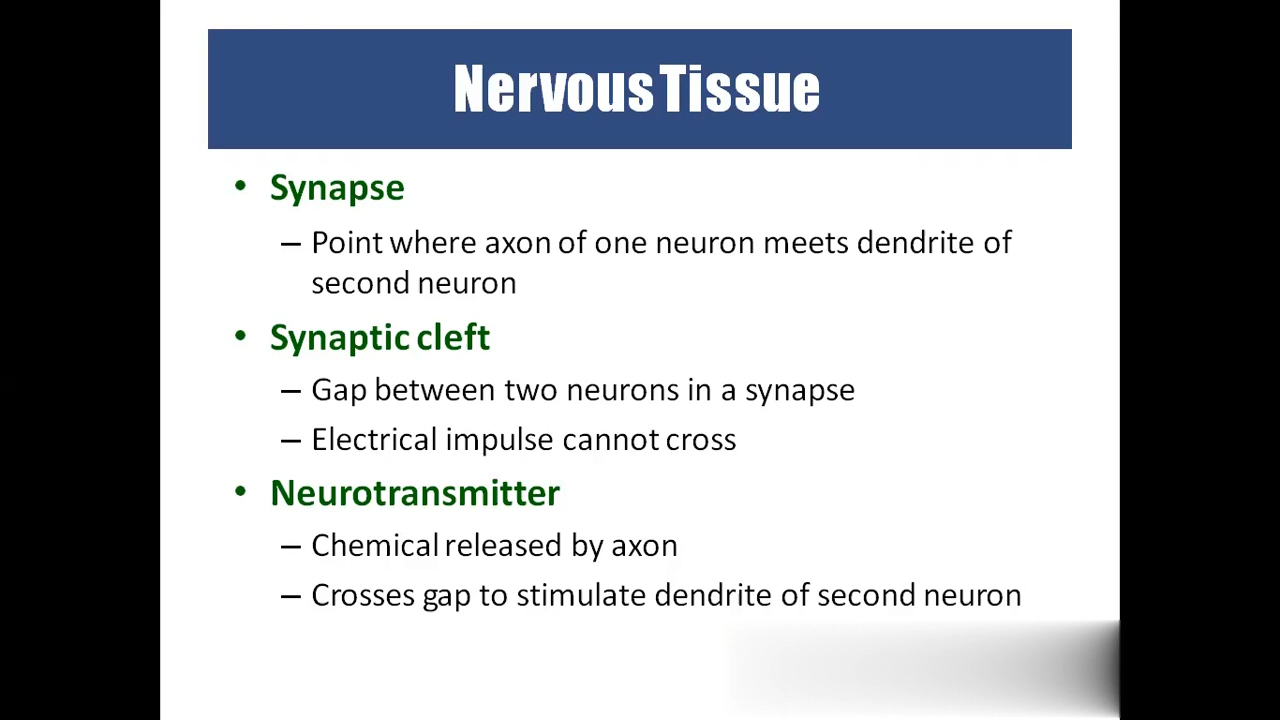 Nervous Tissue
• Synapse
– Point where axon of one neuron meets dendrite of
second neuron
• Synaptic cleft
– Gap between two neurons in a synapse
– Electrical impulse cannot cross
• Neurotransmitter
– Chemical released by axon
– Crosses gap to stimulate dendrite of second neuron